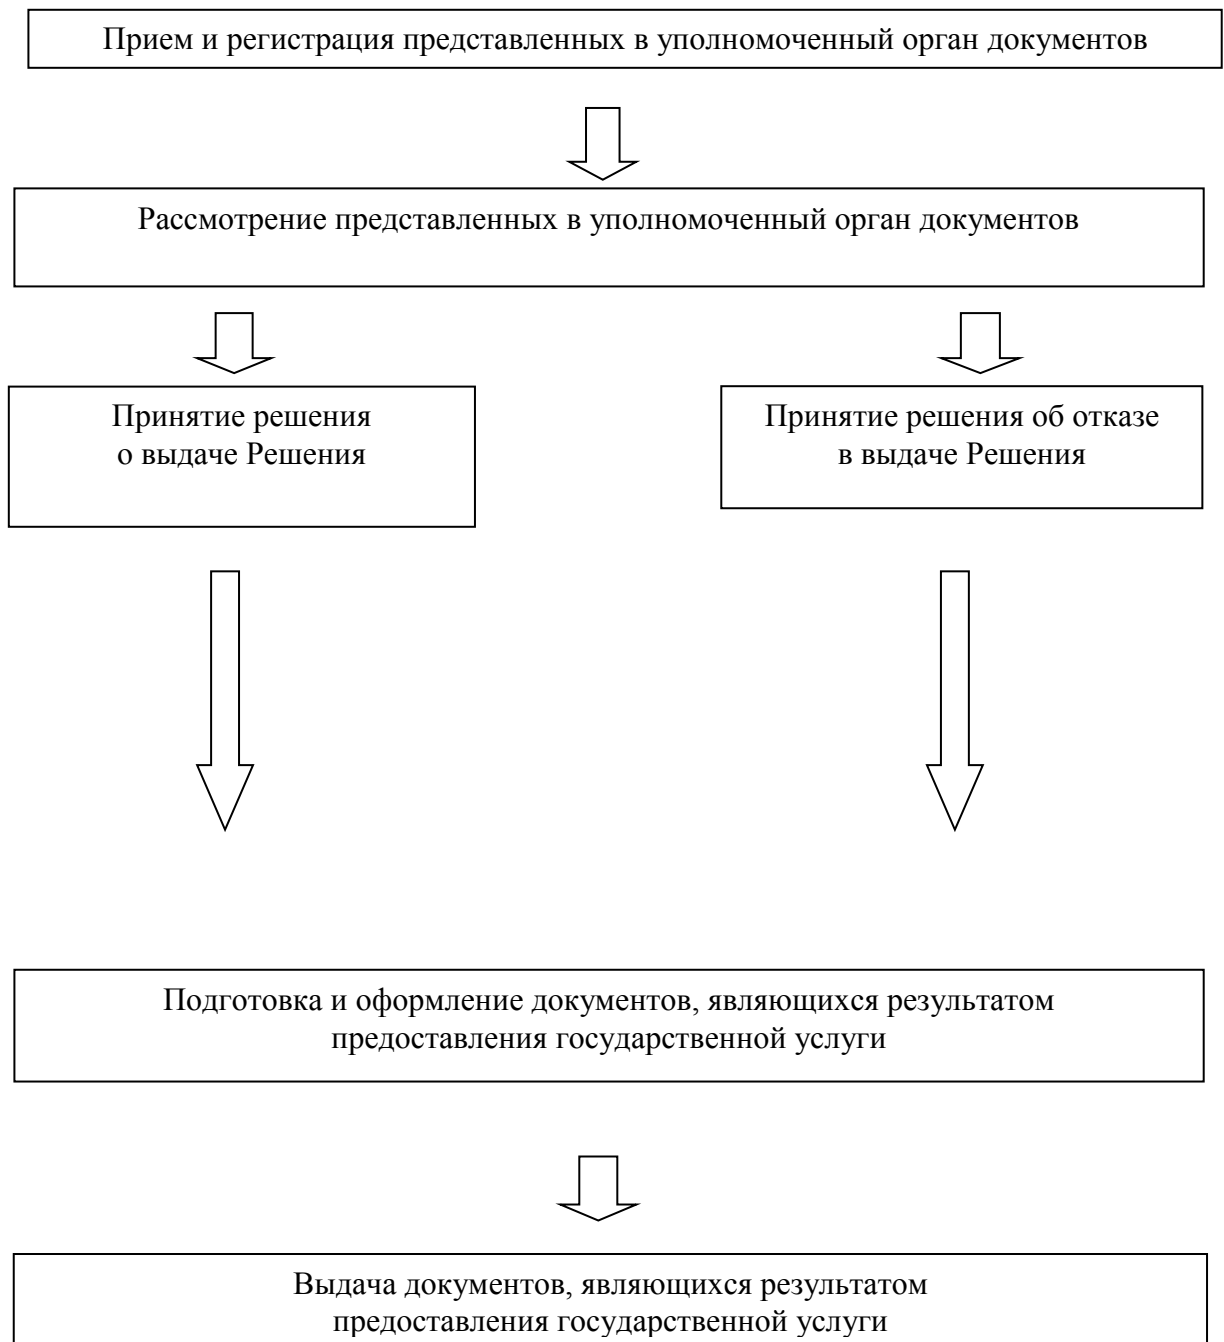 Прием и регистрация представленных в уполномоченный орган документов
Рассмотрение представленных в уполномоченный орган документов
Принятие решения
о выдаче Решения
Принятие решения об отказе
в выдаче Решения
Подготовка и оформление документов, являющихся результатом
предоставления государственной услуги
Выдача документов, являющихся результатом
предоставления государственной услуги